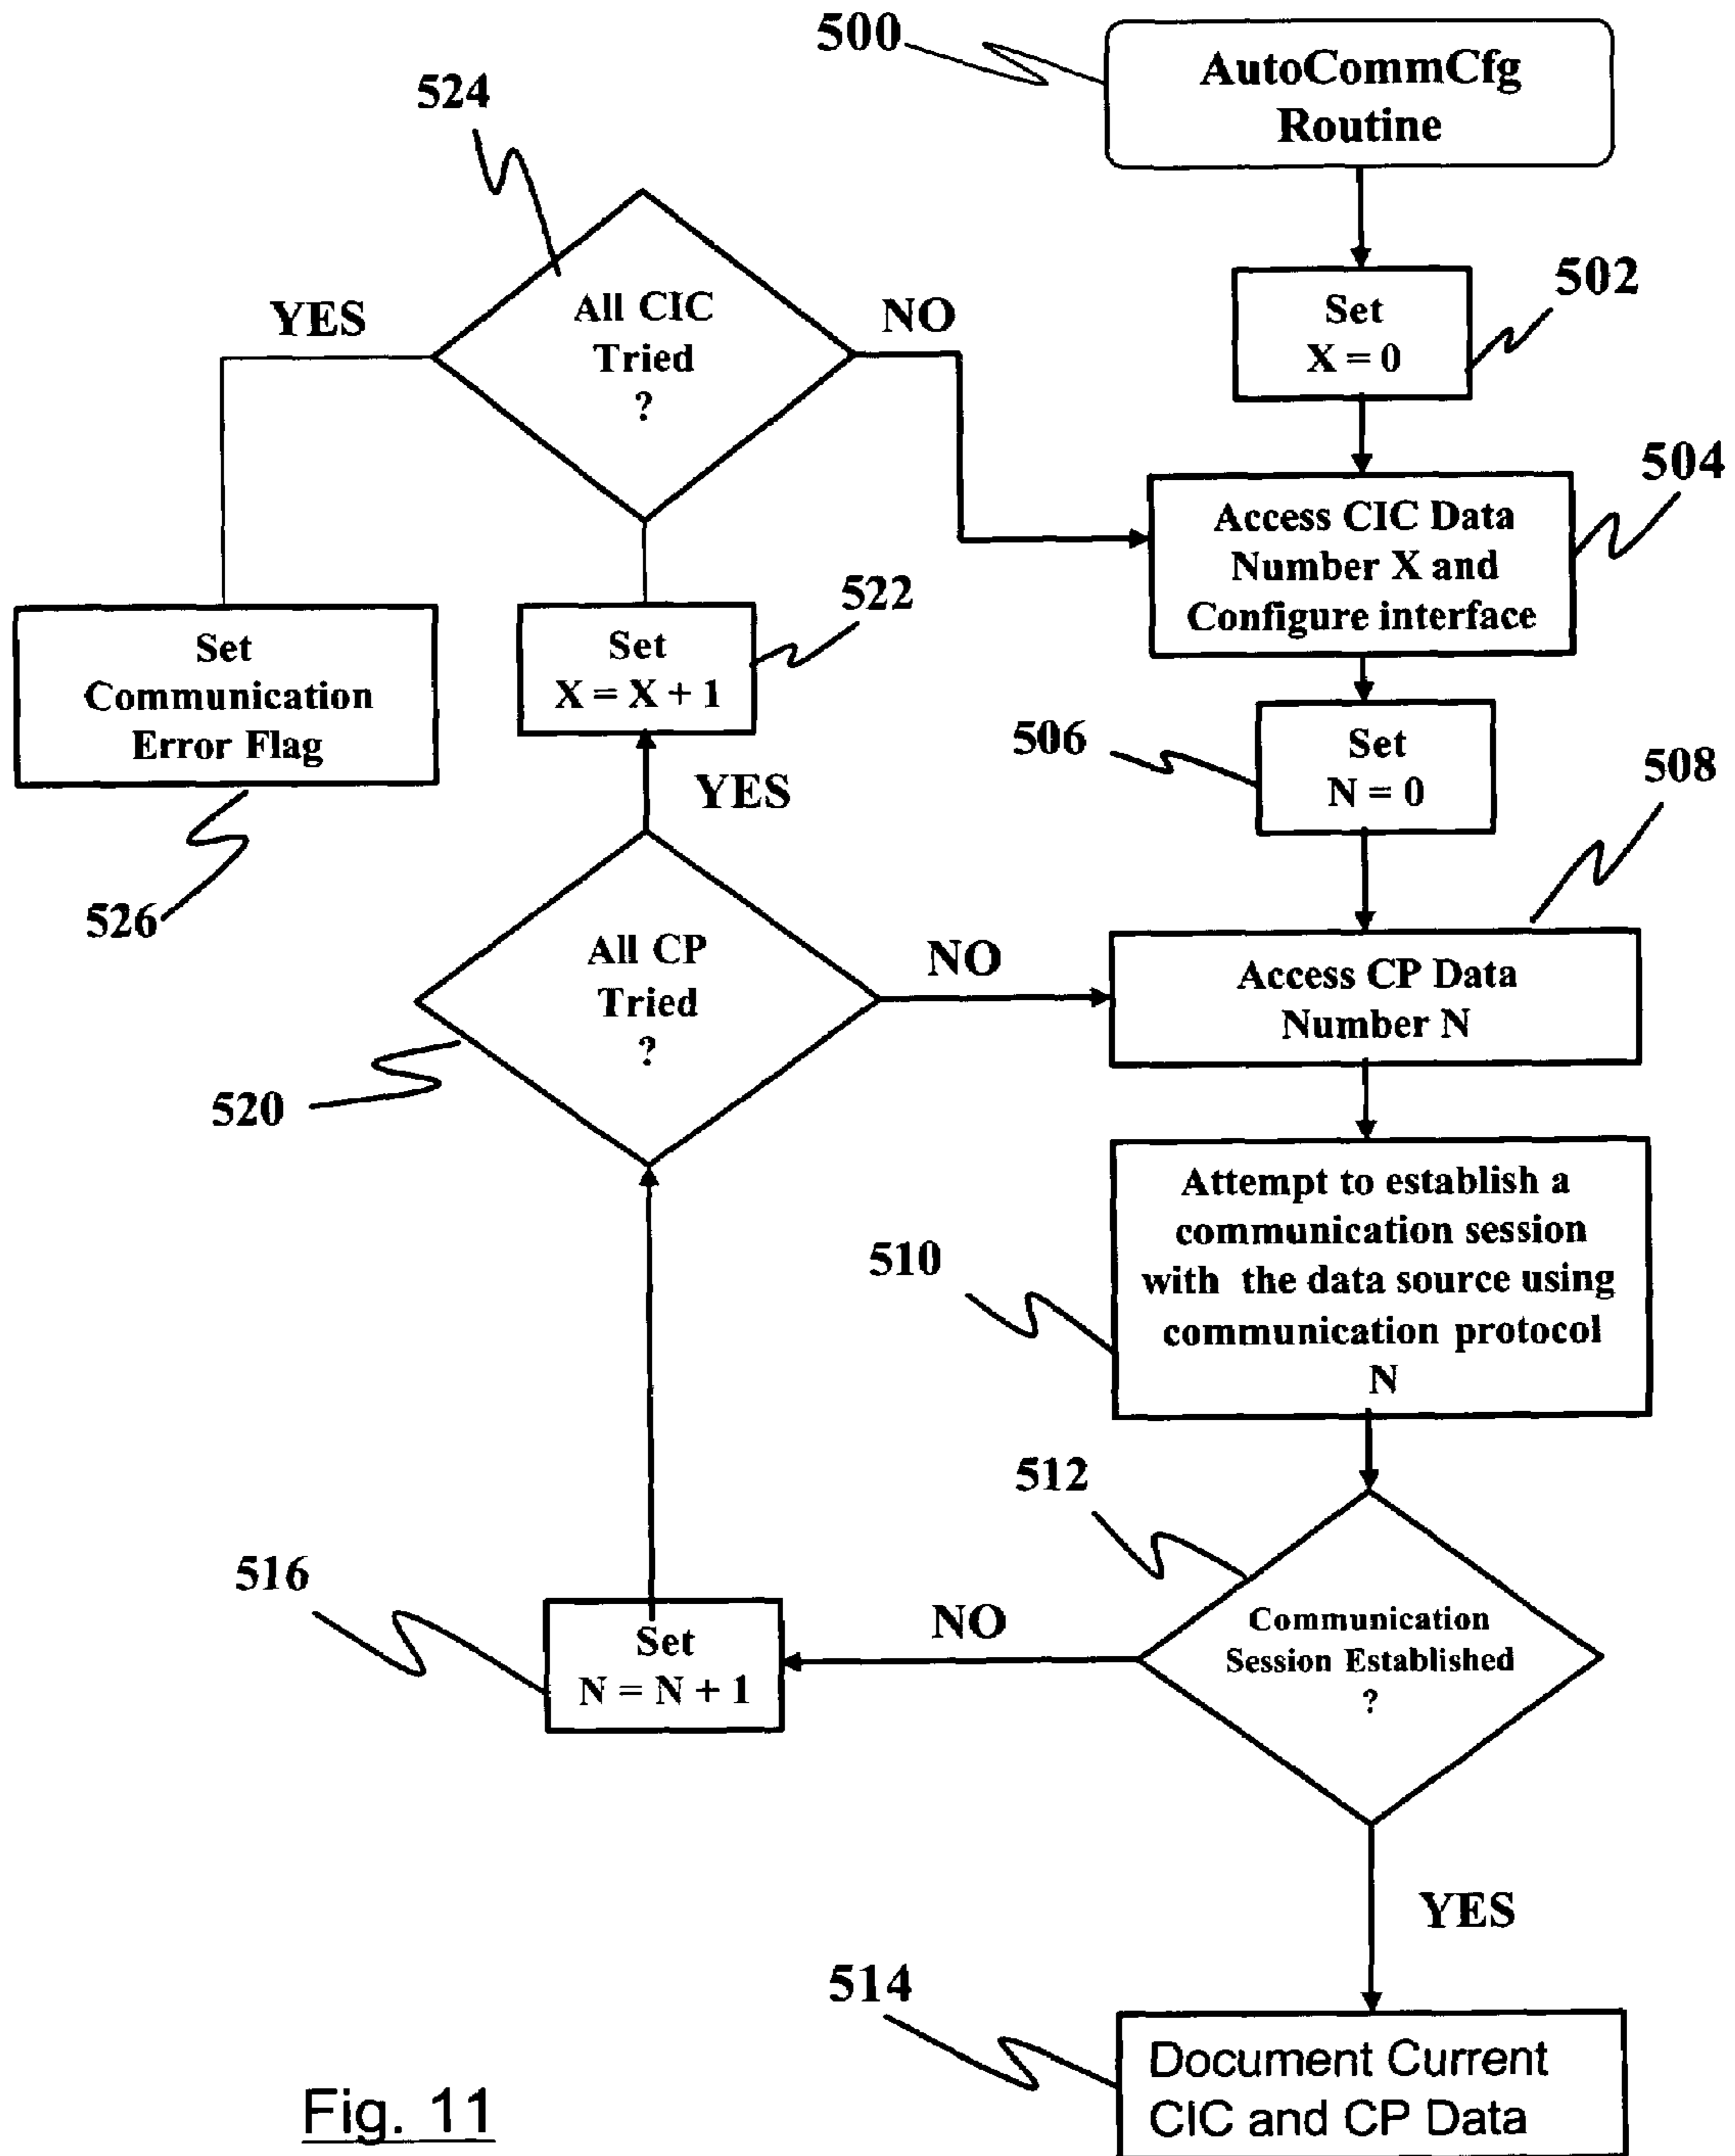 500
AutoCommCfg
Routine
524
502
Set
X = 0
All CIC
Tried
?
YES
NO
504
Access CIC Data
Number X and
Configure interface
522
Set
X = X + 1
Set
Communication
Error Flag
526
506
Set
N = 0
508
YES
All CP
Tried
?
NO
520
Access CP Data
Number N
510
Attempt to establish a
communication session
with the data source using
communication protocol
N
512
Communication
Session Established
?
NO
516
Set
N = N + 1
YES
514
Document Current
CIC and CP Data
Fig. 11